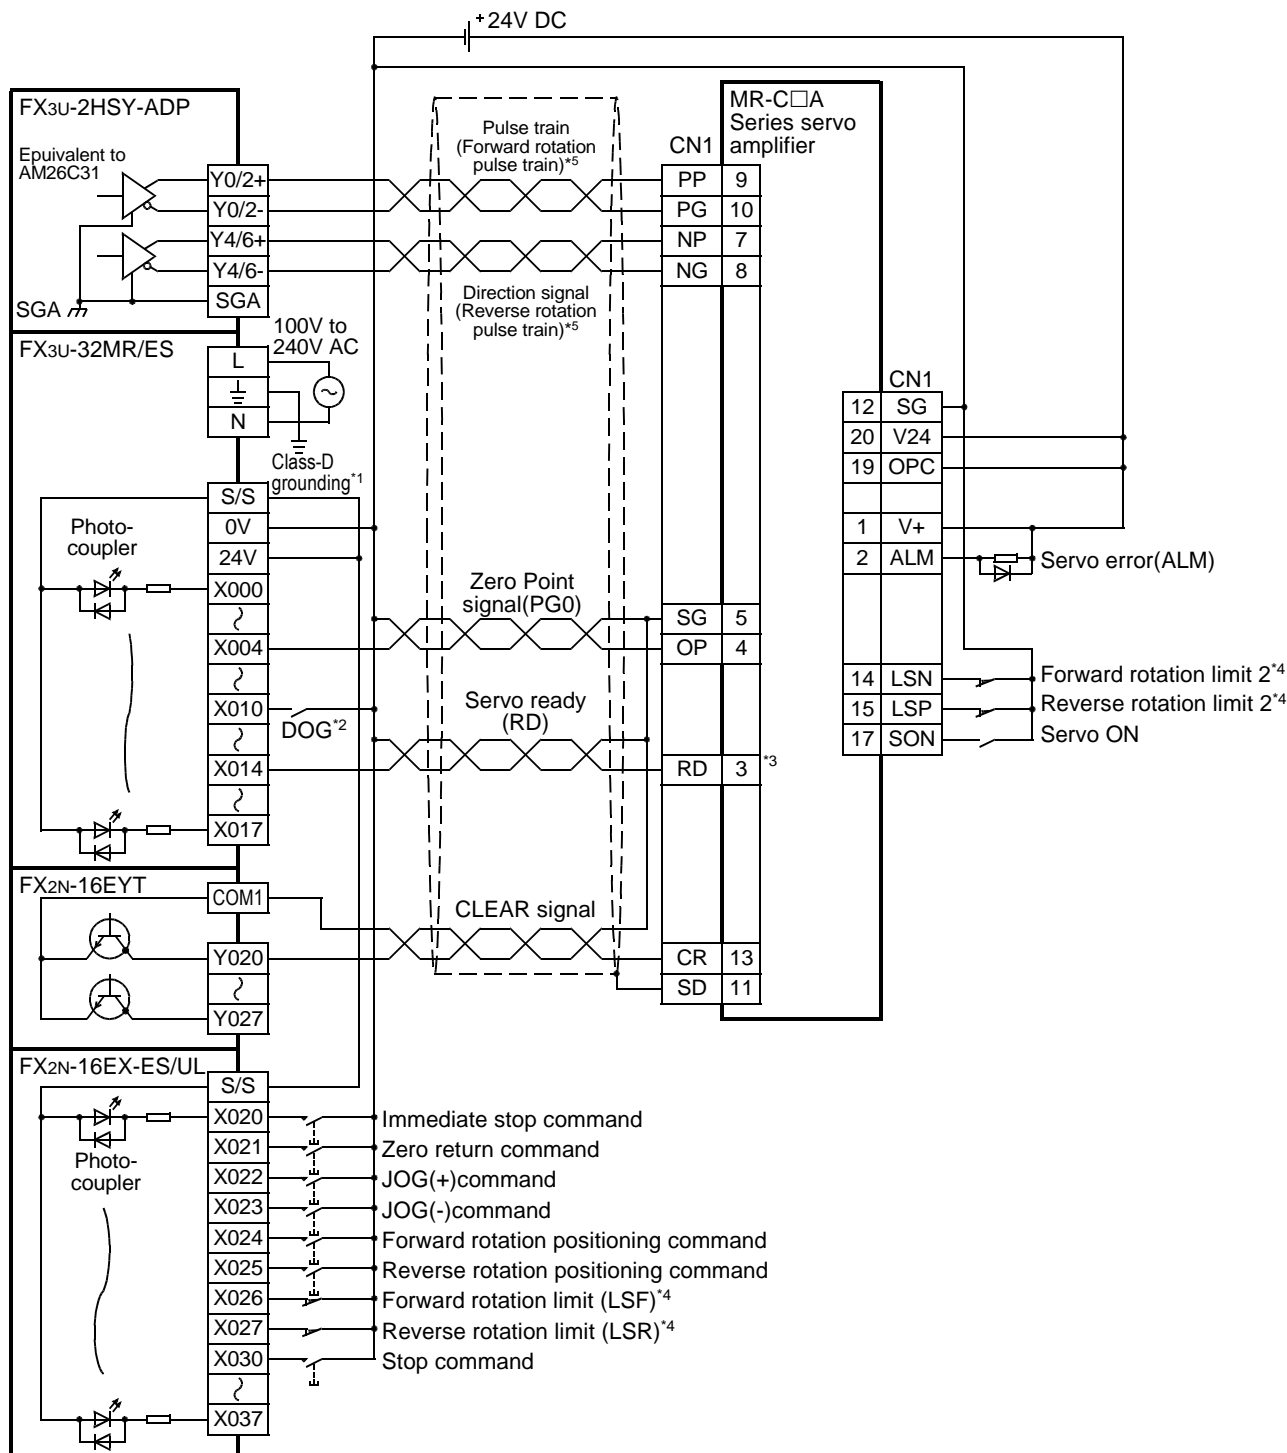 +24V DC
FX3U-2HSY-ADP
Epuivalent to
AM26C31
Y0/2+
Y0/2-
Y4/6+
Y4/6-
SGA
SGA
Pulse train
(Forward rotation
pulse train)*5
Direction signal
(Reverse rotation
pulse train)*5
CN1
PP 9
PG 10
NP 7
NG 8
MR-C□A
Series servo
amplifier
FX3U-32MR/ES
100V to
240V AC
L
N
Class-D
grounding*1
S/S
0V
24V
X000
X004
X010
X014
X017
Photo-
coupler
DOG*2
Zero Point
signal(PG0)
Servo ready
(RD)
SG 5
OP 4
RD 3 *3
CN1
12 SG
20 V24
19 OPC
1 V+
2 ALM
Servo error(ALM)
14 LSN
Forward rotation limit 2*4
15 LSP
Reverse rotation limit 2*4
17 SON
Servo ON
FX2N-16EYT
COM1
Y020
Y027
CLEAR signal
CR 13
SD 11
FX2N-16EX-ES/UL
Photo-
coupler
S/S
X020
Immediate stop command
X021
Zero return command
X022
JOG(+)command
X023
JOG(-)command
X024
Forward rotation positioning command
X025
Reverse rotation positioning command
X026
Forward rotation limit (LSF)*4
X027
Reverse rotation limit (LSR)*4
X030
Stop command
X037